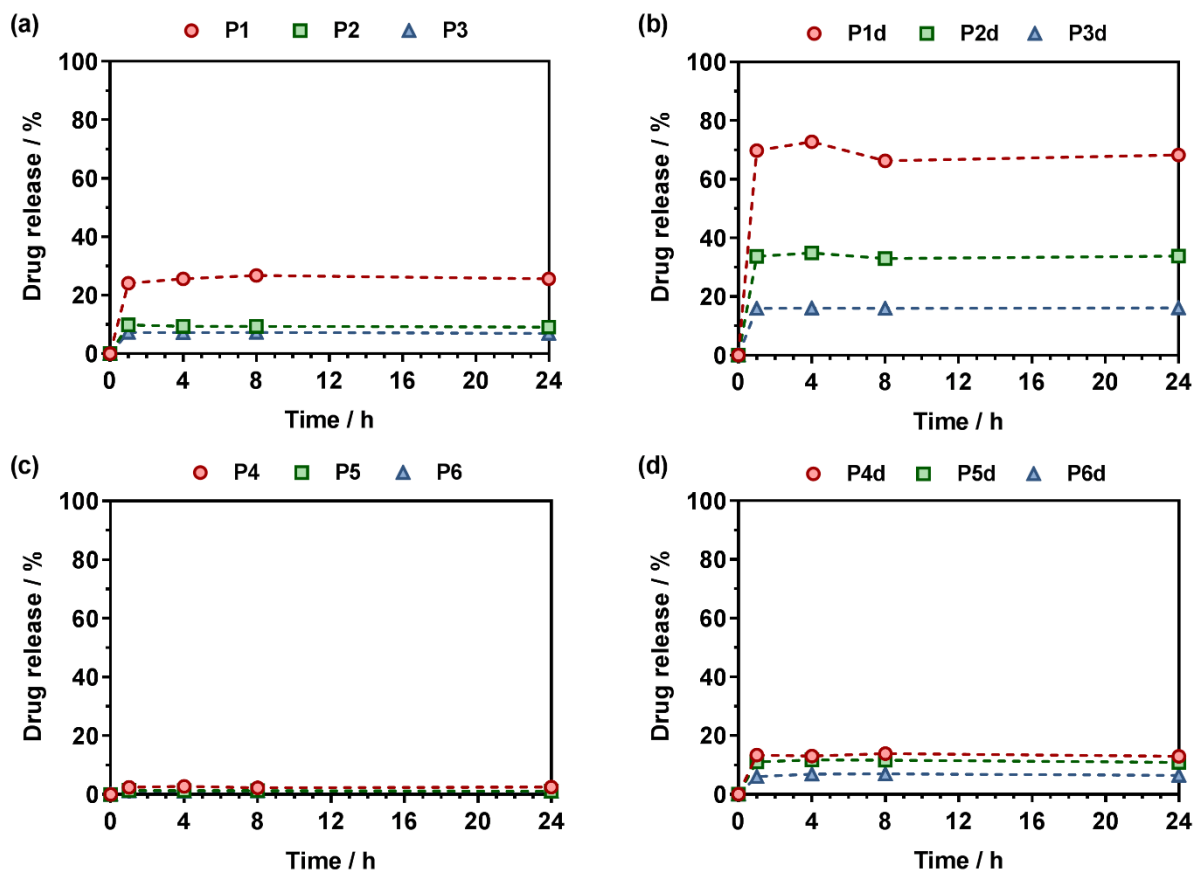 (a)
P1 P2 P3
100
80
60
40
20
0
Drug release / %
0 4 8 12 16 20 24
Time / h
(b)
P1d P2d P3d
100
80
60
40
20
0
Drug release / %
0 4 8 12 16 20 24
Time / h
(c)
P4 P5 P6
100
80
60
40
20
0
Drug release / %
0 4 8 12 16 20 24
Time / h
(d)
P4d P5d P6d
100
80
60
40
20
0
Drug release / %
0 4 8 12 16 20 24
Time / h